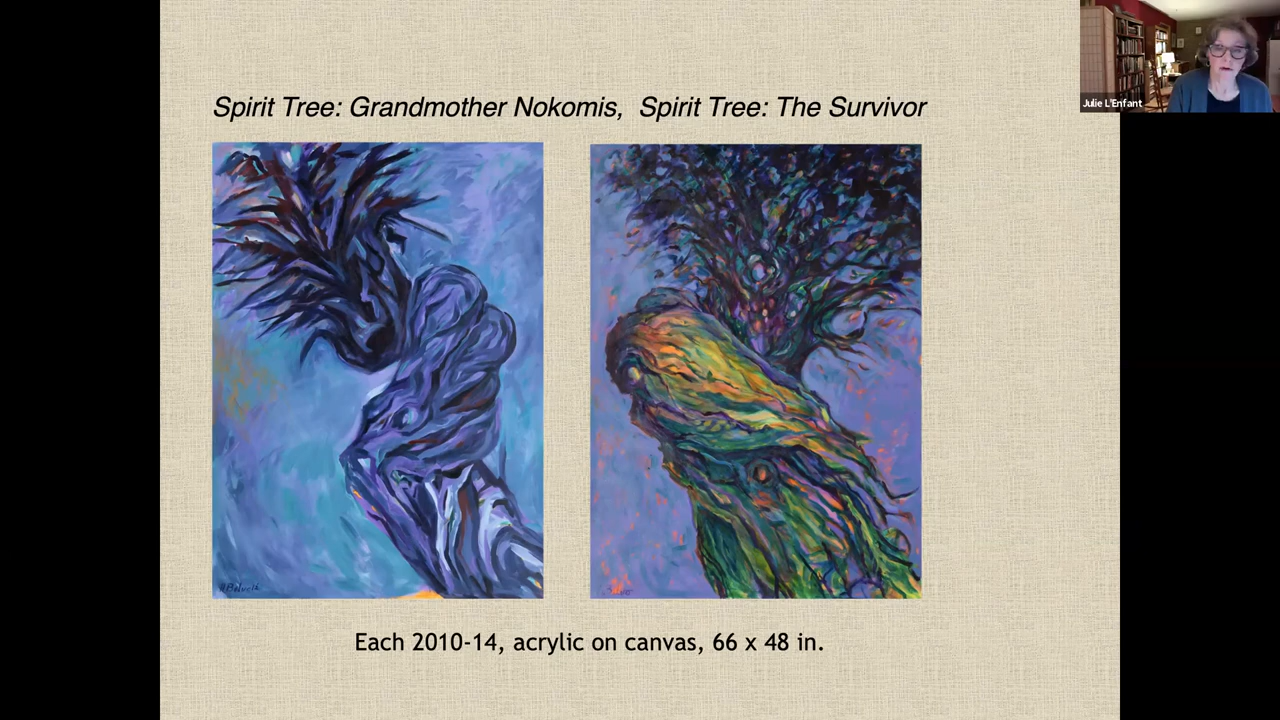 Julie L'Enfant
Spirit Tree: Grandmother Nokomis, Spirit Tree: The Survivor
Each 2010-14, acrylic on canvas, 66 x 48 in.